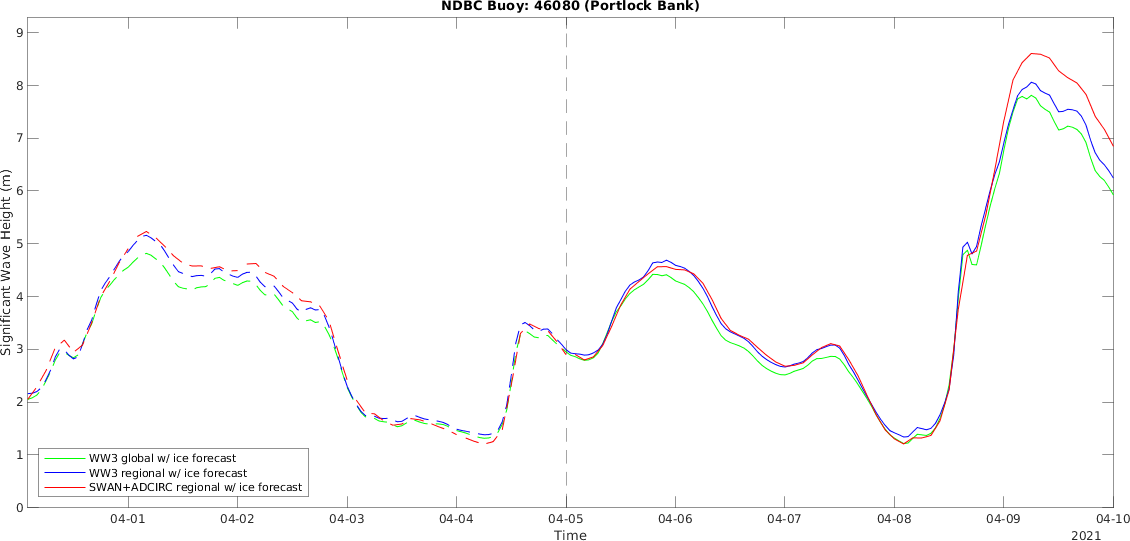 NDBC Buoy: 46080 (Portlock Bank)
9
8
7
6
5
4
3
2
1
0
Significant Wave Height (m)
WW3 global w/ ice forecast
WW3 regional w/ ice forecast
SWAN+ADCIRC regional w/ ice forecast
04-01 04-02 04-03 04-04 04-05 04-06 04-07 04-08 04-09 04-10
Time
2021